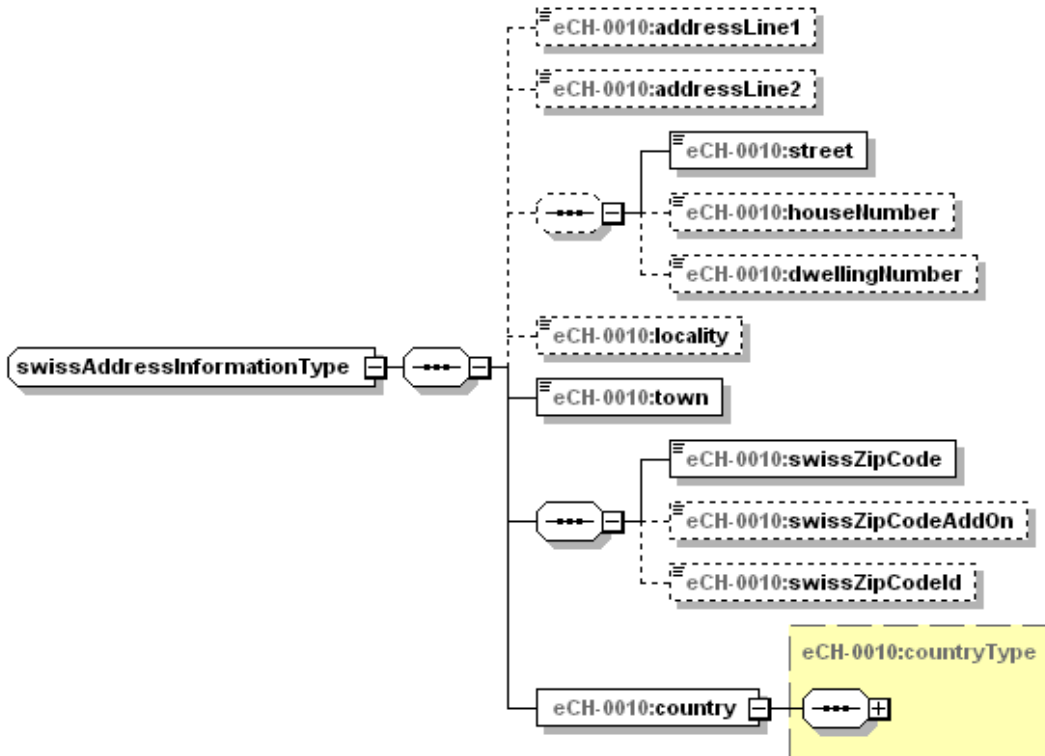 eCH-0010:addressLine1
eCH-0010:addressLine2
eCH-0010:street
eCH-0010:houseNumber
eCH-0010:dwellingNumber
eCH-0010:locality
swissAddressInformationType
eCH-0010:town
eCH-0010:swissZipCode
eCH-0010:swissZipCodeAddOn
eCH-0010:swissZipCodeId
eCH-0010:countryType
eCH-0010:country